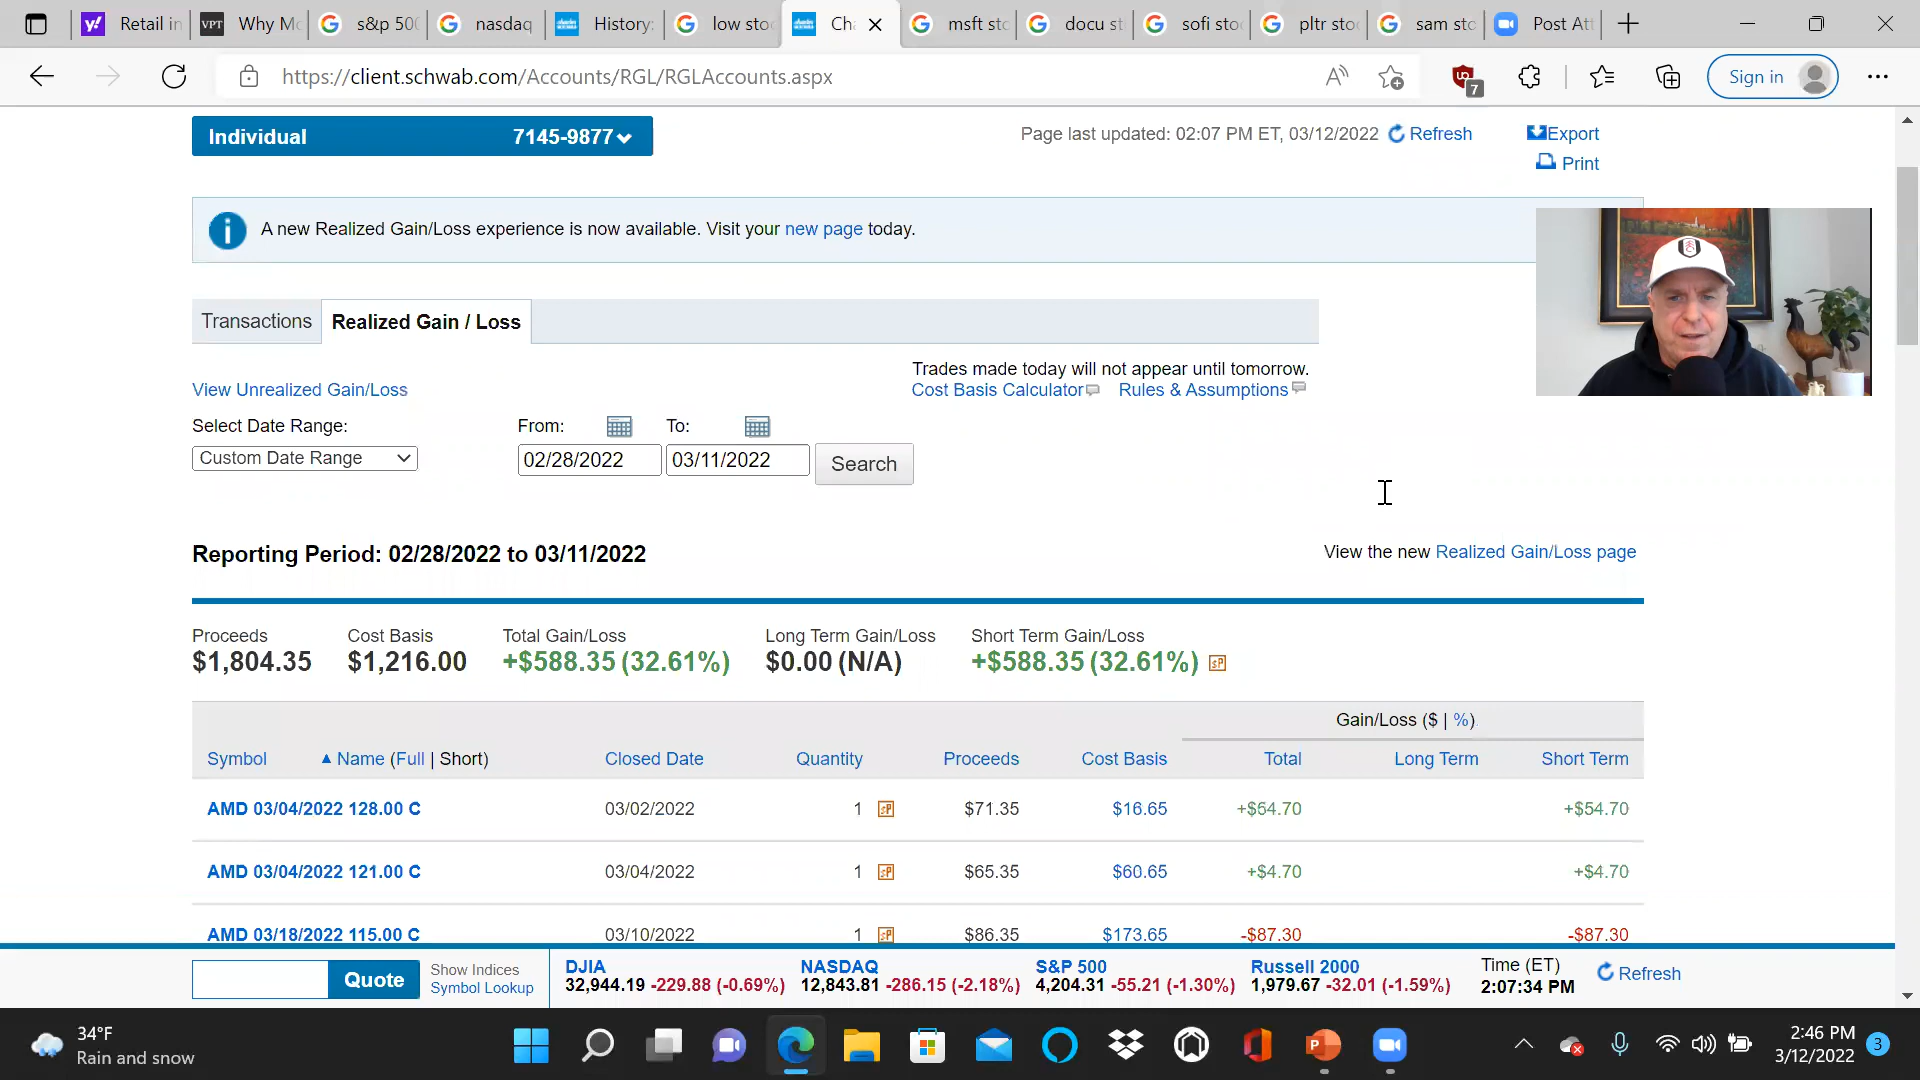 Retail in
VPT Why Mo
s&p 500
nasdaq
History:
low stoc
Cha
msft sto
docu st
sofi stoc
pltr stoc
sam sto
Post Att
https://client.schwab.com/Accounts/RGL/RGLAccounts.aspx
7
Sign in
Individual 7145-9877
Page last updated: 02:07 PM ET, 03/12/2022 Refresh
Export
Print
A new Realized Gain/Loss experience is now available. Visit your new page today.
Transactions Realized Gain / Loss
Trades made today will not appear until tomorrow.
View Unrealized Gain/Loss Cost Basis Calculator Rules & Assumptions
Select Date Range: From: To:
Custom Date Range 02/28/2022 03/11/2022 Search
Reporting Period: 02/28/2022 to 03/11/2022 View the new Realized Gain/Loss page
Proceeds Cost Basis Total Gain/Loss Long Term Gain/Loss Short Term Gain/Loss
$1,804.35 $1,216.00 +$588.35 (32.61%) $0.00 (N/A) +$588.35 (32.61%)
Gain/Loss ($ | %)
Symbol ▲ Name (Full | Short) Closed Date Quantity Proceeds Cost Basis Total Long Term Short Term
AMD 03/04/2022 128.00 C 03/02/2022 1 $71.35 $16.65 +$54.70 +$54.70
AMD 03/04/2022 121.00 C 03/04/2022 1 $65.35 $60.65 +$4.70 +$4.70
AMD 03/18/2022 115.00 C 03/10/2022 1 $86.35 $173.65 -$87.30 -$87.30
Quote
Show Indices
Symbol Lookup
DJIA
32,944.19 -229.88 (-0.69%)
NASDAQ
12,843.81 -286.15 (-2.18%)
S&P 500
4,204.31 -55.21 (-1.30%)
Russell 2000
1,979.67 -32.01 (-1.59%)
Time (ET)
2:07:34 PM
Refresh
34°F
Rain and snow
2:46 PM
3/12/2022
3